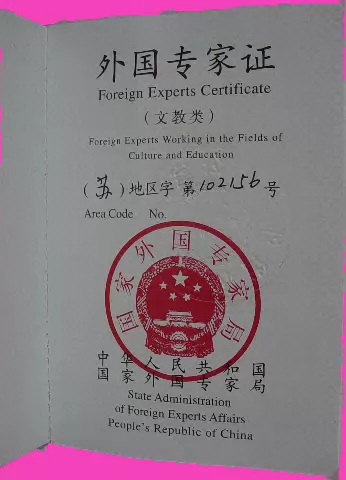 外国专家证
Foreign Experts Certificate
（文教类）
Foreign Experts Working in the Fields of
Culture and Education
（苏）地区字 第102156号
Area Code No.
国家外国专家局
中华人民共和国
国家外国专家局
State Administration
of Foreign Experts Affairs
People's Republic of China